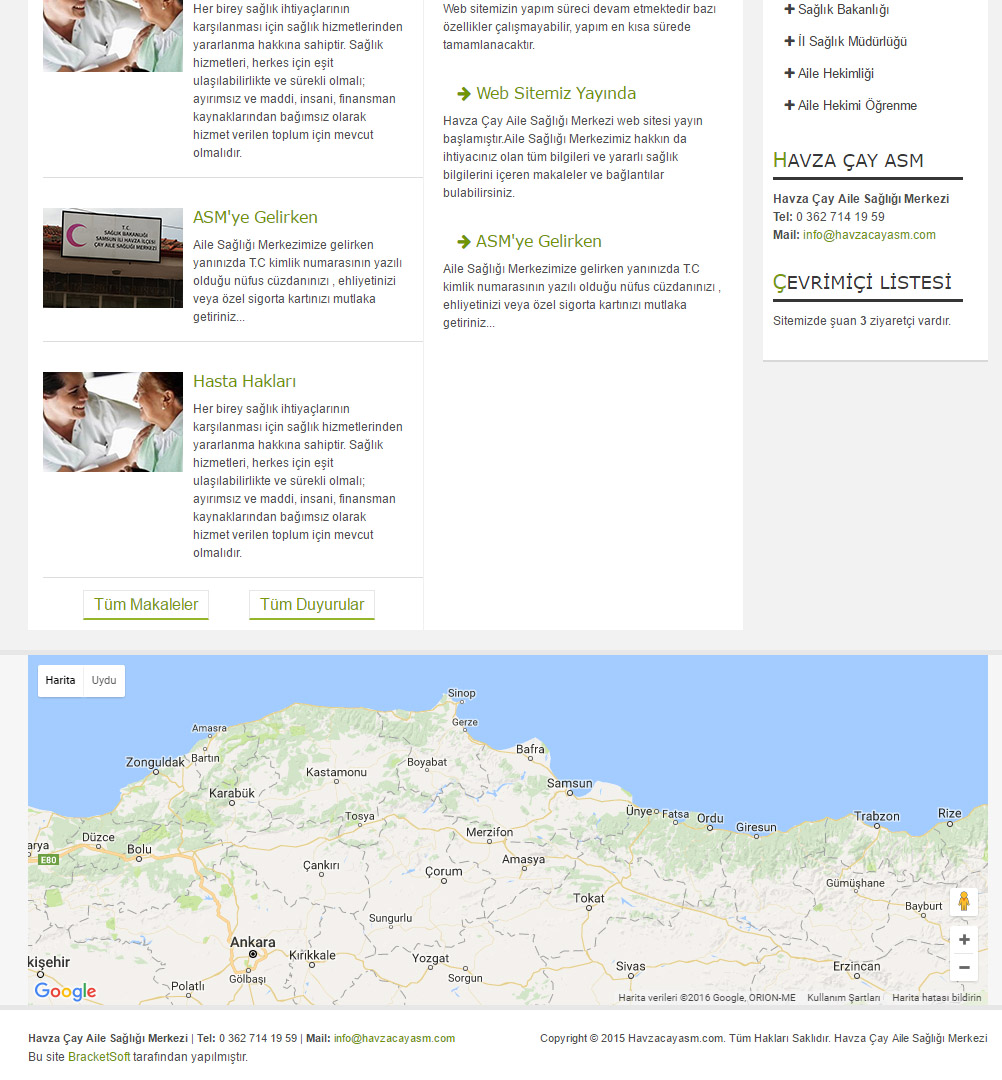 Her birey sağlık ihtiyaçlarının
karşılanması için sağlık hizmetlerinden
yararlanma hakkına sahiptir. Sağlık
hizmetleri, herkes için eşit
ulaşılabilirlikte ve sürekli olmalı;
ayırımsız ve maddi, insani, finansman
kaynaklarından bağımsız olarak
hizmet verilen toplum için mevcut
olmalıdır.
T.C.
SAĞLIK BAKANLIĞI
SAMSUN İLİ HAVZA İLÇESİ
ÇAY AİLE SAĞLIĞI MERKEZİ
ASM'ye Gelirken
Aile Sağlığı Merkezimize gelirken
yanınızda T.C kimlik numarasının yazılı
olduğu nüfus cüzdanınızı , ehliyetinizi
veya özel sigorta kartınızı mutlaka
getiriniz...
Hasta Hakları
Her birey sağlık ihtiyaçlarının
karşılanması için sağlık hizmetlerinden
yararlanma hakkına sahiptir. Sağlık
hizmetleri, herkes için eşit
ulaşılabilirlikte ve sürekli olmalı;
ayırımsız ve maddi, insani, finansman
kaynaklarından bağımsız olarak
hizmet verilen toplum için mevcut
olmalıdır.
Tüm Makaleler
Tüm Duyurular
Web sitemizin yapım süreci devam etmektedir bazı
özellikler çalışmayabilir, yapım en kısa sürede
tamamlanacaktır.
Web Sitemiz Yayında
Havza Çay Aile Sağlığı Merkezi web sitesi yayın
başlamıştır.Aile Sağlığı Merkezimiz hakkın da
ihtiyacınız olan tüm bilgileri ve yararlı sağlık
bilgilerini içeren makaleler ve bağlantılar
bulabilirsiniz.
ASM'ye Gelirken
Aile Sağlığı Merkezimize gelirken yanınızda T.C
kimlik numarasının yazılı olduğu nüfus cüzdanınızı ,
ehliyetinizi veya özel sigorta kartınızı mutlaka
getiriniz...
Sağlık Bakanlığı
İl Sağlık Müdürlüğü
Aile Hekimliği
Aile Hekimi Öğrenme
HAVZA ÇAY ASM
Havza Çay Aile Sağlığı Merkezi
Tel: 0 362 714 19 59
Mail: info@havzacayasm.com
ÇEVRİMİÇİ LİSTESİ
Sitemizde şuan 3 ziyaretçi vardır.
Harita Uydu
Sinop
Gerze
Amasra
Bafra
Bartın
Zonguldak
Boyabat
Kastamonu
Samsun
Karabük
Ünye
Fatsa
Ordu
Giresun
Trabzon
Rize
Tosya
Merzifon
Düzce
arya
Bolu
E80
Amasya
Çankırı
Çorum
Gümüşhane
Tokat
Bayburt
Sungurlu
Ankara
Kırıkkale
Yozgat
kişehir
Sivas
Erzincan
Gölbaşı
Sorgun
Polatlı
Google
Harita verileri ©2016 Google, ORION-ME Kullanım Şartları Harita hatası bildirin
Havza Çay Aile Sağlığı Merkezi | Tel: 0 362 714 19 59 | Mail: info@havzacayasm.com
Bu site BracketSoft tarafından yapılmıştır.
Copyright © 2015 Havzacayasm.com. Tüm Hakları Saklıdır. Havza Çay Aile Sağlığı Merkezi